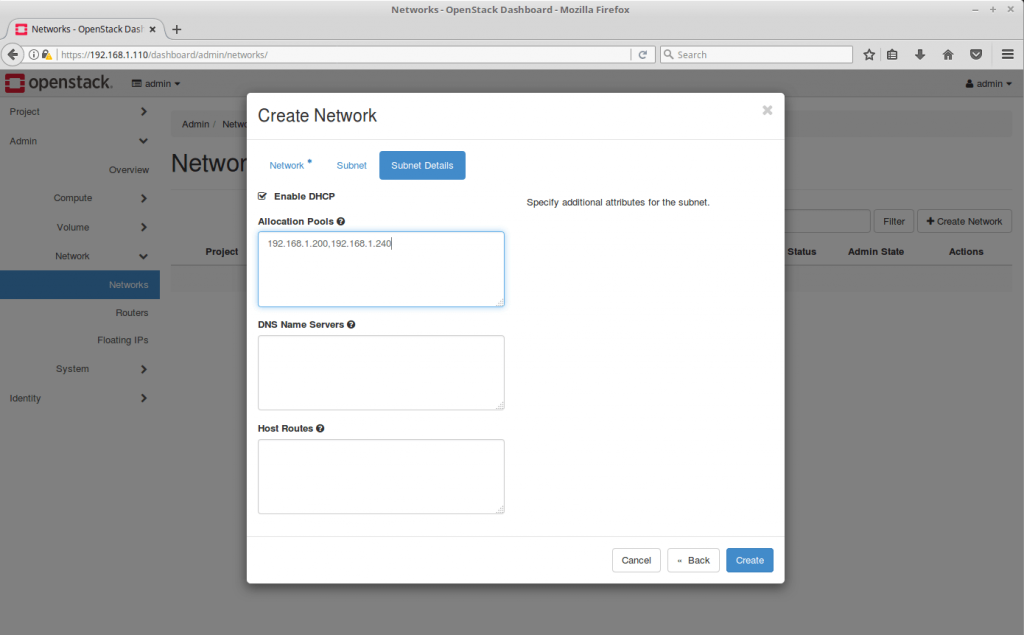 Networks - OpenStack Dashboard - Mozilla Firefox
Networks - OpenStack Das
https://192.168.1.110/dashboard/admin/networks/
Search
openstack. admin
admin
Project
Admin
Overview
Compute
Volume
Network
Networks
Routers
Floating IPs
System
Identity
Admin / Netwo
Networ
Filter
+ Create Network
Project
Status
Admin State
Actions
Create Network
×
Network *
Subnet
Subnet Details
Enable DHCP
Specify additional attributes for the subnet.
Allocation Pools
192.168.1.200,192.168.1.240
DNS Name Servers
Host Routes
Cancel
« Back
Create